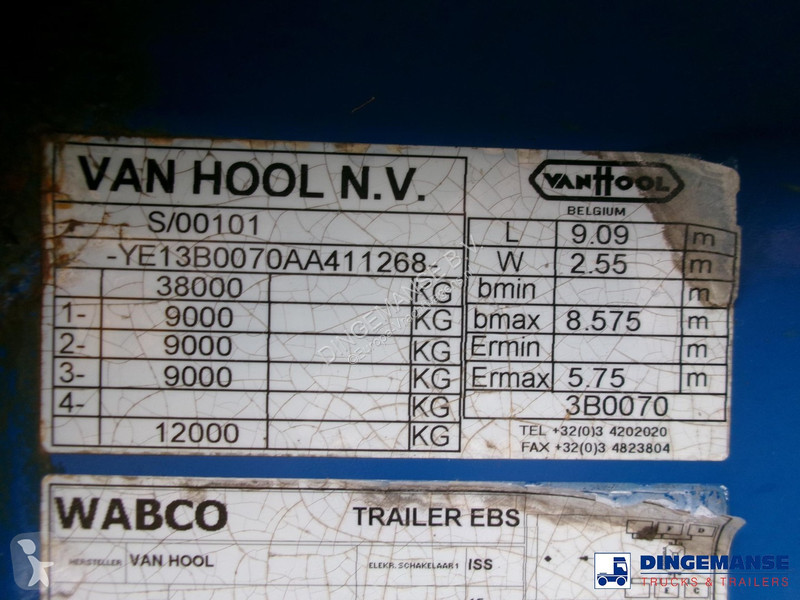 VAN HOOL N.V.
VANHOOL
BELGIUM
S/00101
-YE13B0070AA411268-
38000 KG
1- 9000 KG
2- 9000 KG
3- 9000 KG
4- KG
12000 KG
L 9.09 m
W 2.55 m
bmin m
bmax 8.575 m
Ermin m
Ermax 5.75 m
3B0070
TEL +32(0)3 4202020
FAX +32(0)3 4823804
DINGEMANSE B.V.
WABCO TRAILER EBS
HERSTELLER VAN HOOL ELEKR. SCHAKELAAR1 ISS
DINGEMANSE
TRUCKS & TRAILERS